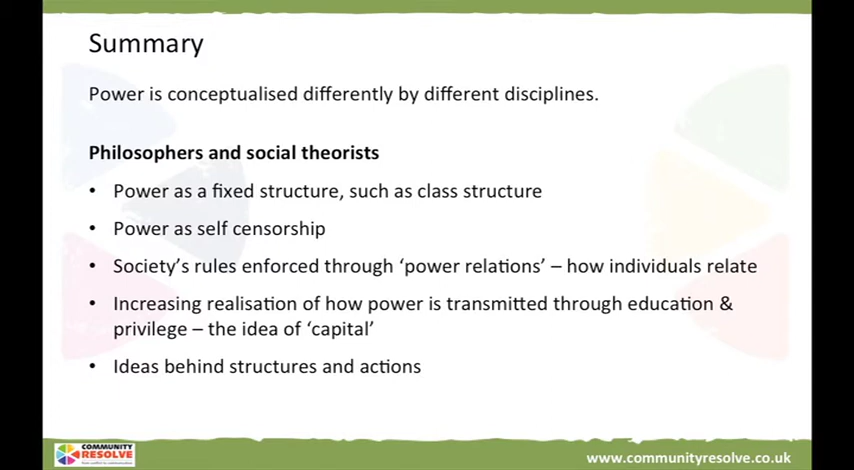 Summary
Power is conceptualised differently by different disciplines.
Philosophers and social theorists
• Power as a fixed structure, such as class structure
• Power as self censorship
• Society's rules enforced through 'power relations' – how individuals relate
• Increasing realisation of how power is transmitted through education &
privilege – the idea of 'capital'
• Ideas behind structures and actions
COMMUNITY
RESOLVE
www.communityresolve.co.uk